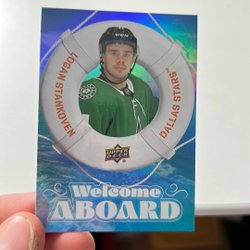 LOGAN STANKOVEN
DALLAS STARS
UPPER
DECK
Welcome
ABOARD